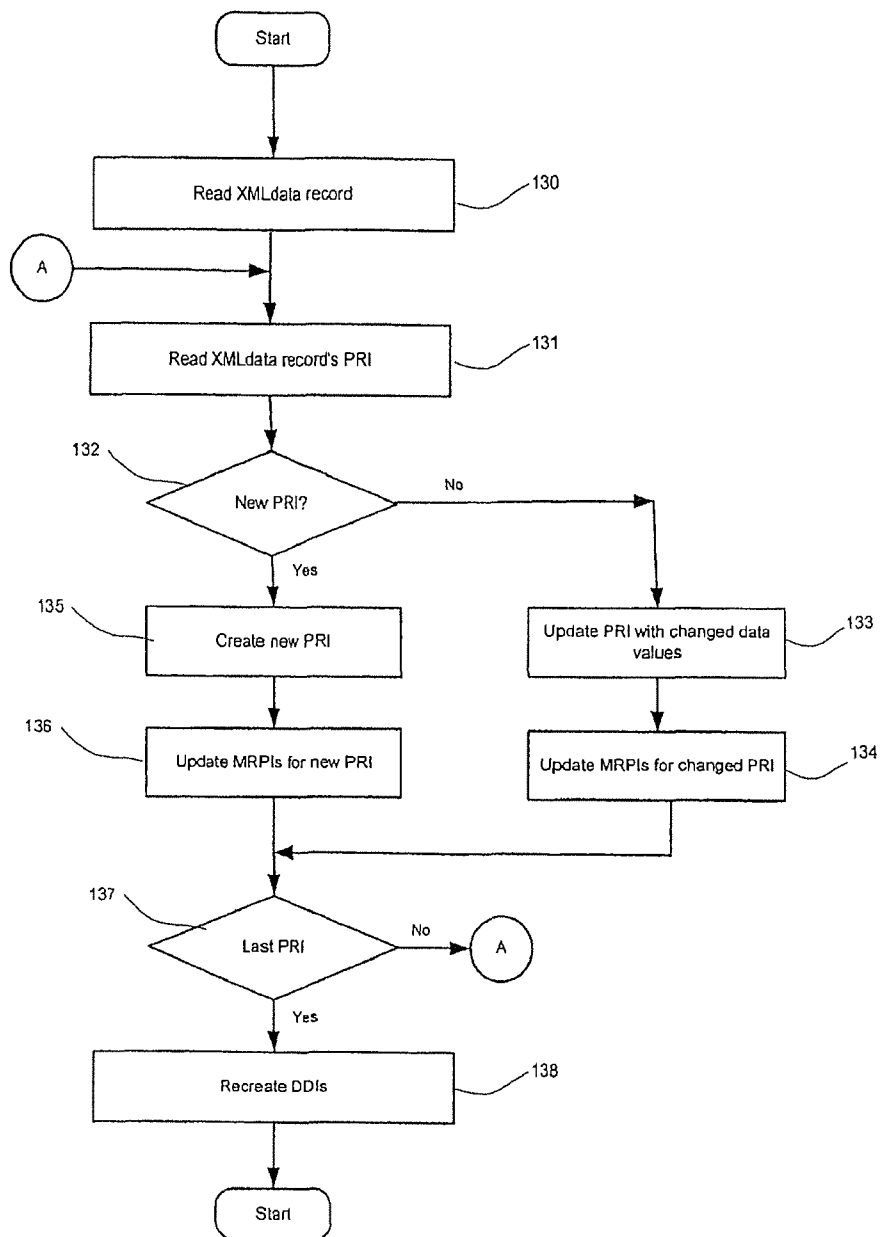 Start
Read XMLdata record
130
A
Read XMLdata record's PRI
131
132
New PRI?
No
Yes
135
Create new PRI
Update PRI with changed data
values
133
136
Update MRPIs for new PRI
Update MRPIs for changed PRI
134
137
Last PRI
No
A
Yes
Recreate DDIs
138
Start